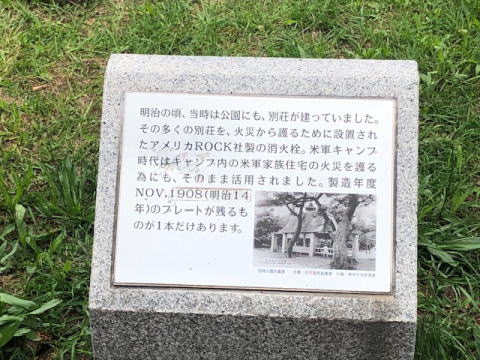 明治の頃、当時は公園にも、別荘が建っていました。
その多くの別荘を、火災から護るために設置され
たアメリカROCK社製の消火栓。米軍キャンプ
時代はキャンプ内の米軍家族住宅の火災を護る
為にも、そのまま活用されました。製造年度
NOV,1908(明治14
年)のプレートが残るも
のが1本だけあります。